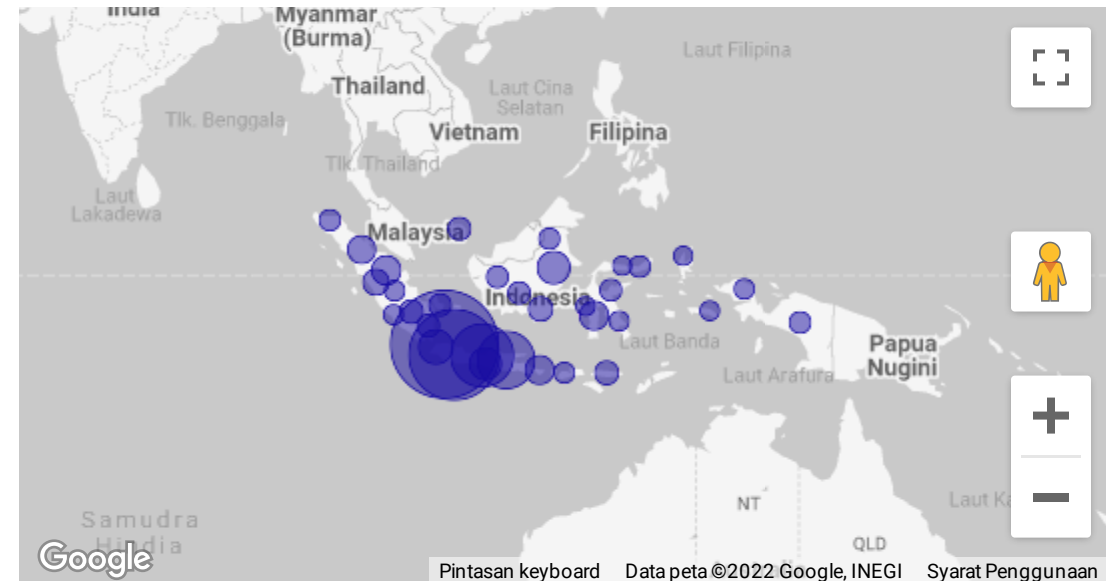 India
Myanmar
(Burma)
Laut Filipina
Thailand
Laut Cina
Selatan
Tlk. Benggala
Vietnam
Filipina
Tlk. Thailand
Laut
Lakadewa
Malaysia
Indonesia
Laut Banda
Papua
Nugini
Laut Arafura
NT
Laut Ka
Samudra
Hindia
QLD
Google
Pintasan keyboard
Data peta ©2022 Google, INEGI
Syarat Penggunaan